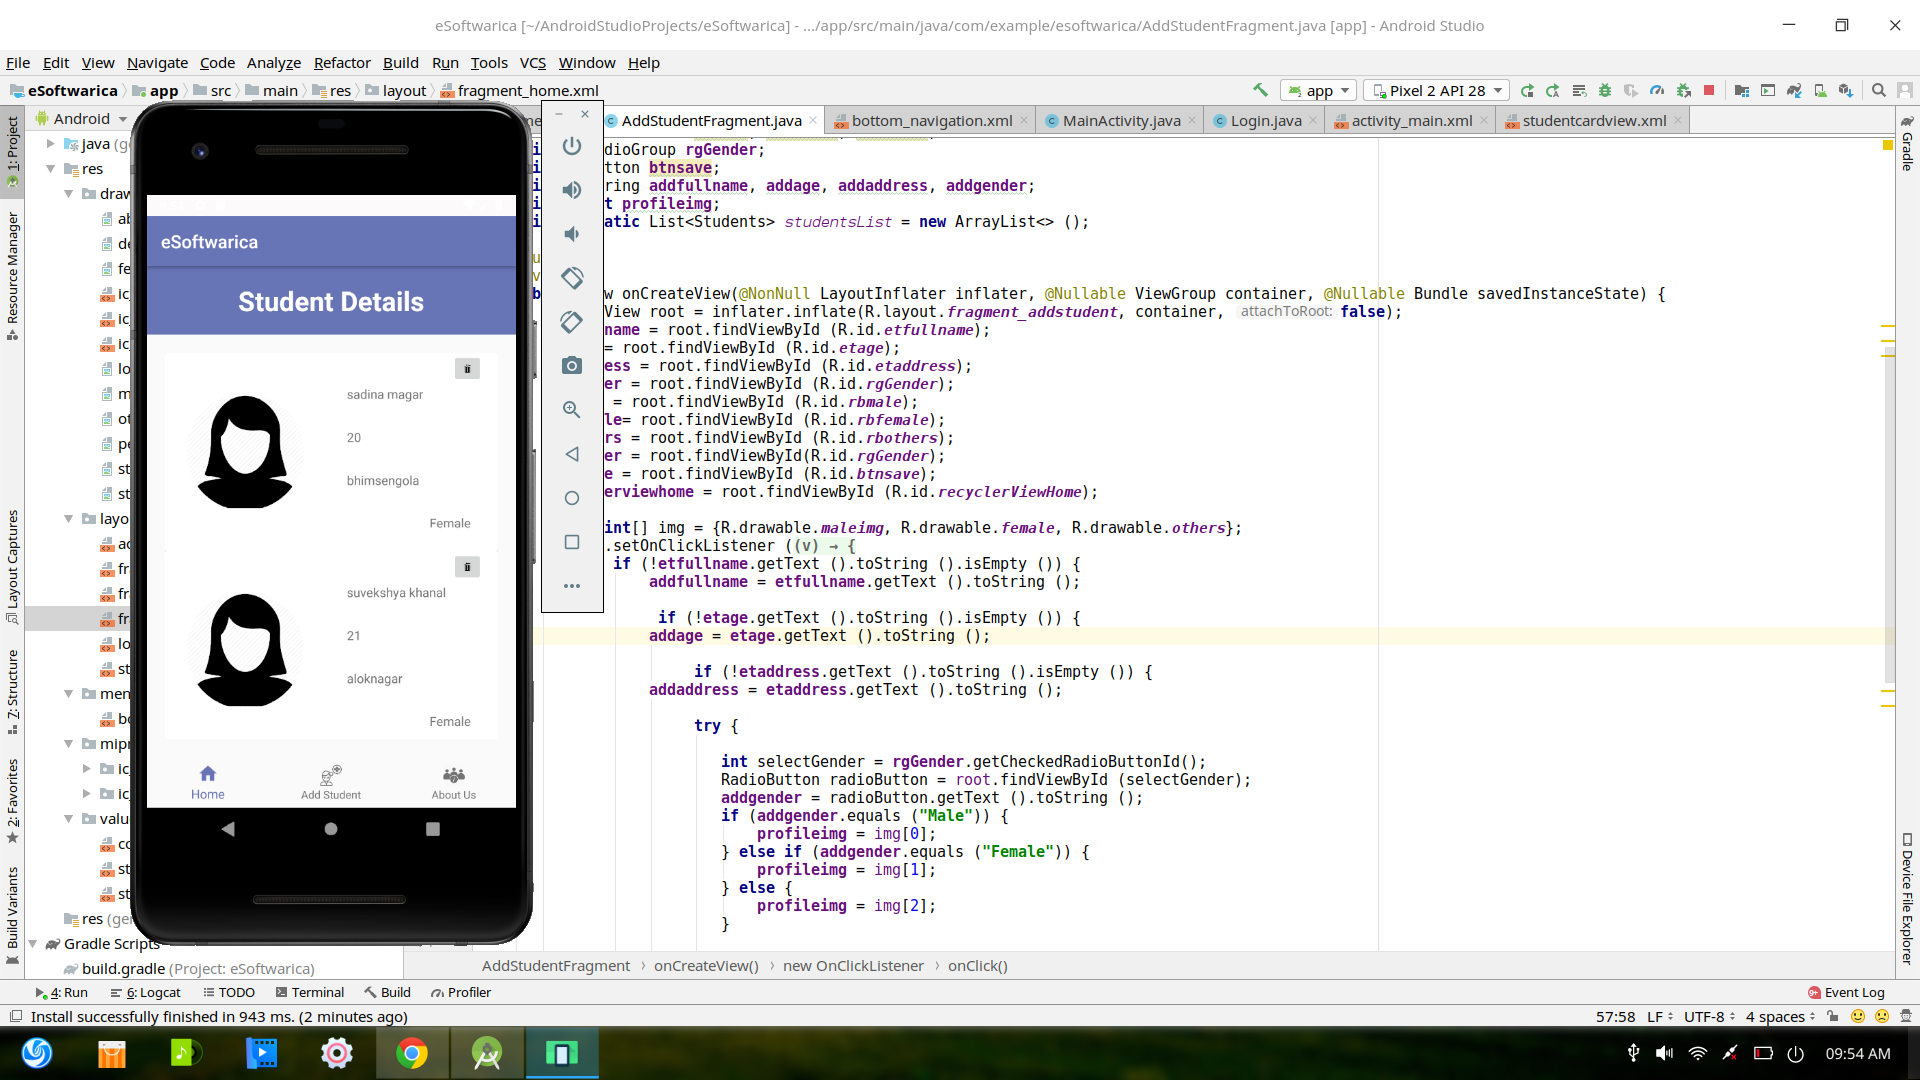 eSoftwarica [~/AndroidStudioProjects/eSoftwarica] - .../app/src/main/java/com/example/esoftwarica/AddStudentFragment.java [app] - Android Studio
File Edit View Navigate Code Analyze Refactor Build Run Tools VCS Window Help
eSoftwarica app src main res layout fragment_home.xml app Pixel 2 API 28
Android
AddStudentFragment.java bottom_navigation.xml MainActivity.java Login.java activity_main.xml studentcardview.xml
1: Project
Resource Manager
Layout Captures
7: Structure
2: Favorites
Build Variants
Gradle
Device File Explorer
java (g
res
draw
ab
de
fe
ic_
ic_
ic_
lo
m
ot
pe
st
st
layo
ac
fr
fr
fr
lo
st
men
bo
mipr
ic_
ic_
valu
co
st
st
res (ge
Gradle Scripts
build.gradle (Project: eSoftwarica)
eSoftwarica
Student Details
sadina magar
20
bhimsengola
Female
suvekshya khanal
21
aloknagar
Female
Home Add Student About Us
dioGroup rgGender;
tton btnsave;
ring addfullname, addage, addaddress, addgender;
t profileimg;
atic List<Students> studentsList = new ArrayList<> ();
w onCreateView(@NonNull LayoutInflater inflater, @Nullable ViewGroup container, @Nullable Bundle savedInstanceState) {
View root = inflater.inflate(R.layout.fragment_addstudent, container, attachToRoot: false);
name = root.findViewById (R.id.etfullname);
= root.findViewById (R.id.etage);
ess = root.findViewById (R.id.etaddress);
er = root.findViewById (R.id.rgGender);
= root.findViewById (R.id.rbmale);
le= root.findViewById (R.id.rbfemale);
rs = root.findViewById (R.id.rbothers);
er = root.findViewById(R.id.rgGender);
e = root.findViewById (R.id.btnsave);
erviewhome = root.findViewById (R.id.recyclerViewHome);
int[] img = {R.drawable.maleimg, R.drawable.female, R.drawable.others};
.setOnClickListener ((v) → {
if (!etfullname.getText ().toString ().isEmpty ()) {
addfullname = etfullname.getText ().toString ();
if (!etage.getText ().toString ().isEmpty ()) {
addage = etage.getText ().toString ();
if (!etaddress.getText ().toString ().isEmpty ()) {
addaddress = etaddress.getText ().toString ();
try {
int selectGender = rgGender.getCheckedRadioButtonId();
RadioButton radioButton = root.findViewById (selectGender);
addgender = radioButton.getText ().toString ();
if (addgender.equals ("Male")) {
profileimg = img[0];
} else if (addgender.equals ("Female")) {
profileimg = img[1];
} else {
profileimg = img[2];
}
AddStudentFragment › onCreateView() › new OnClickListener › onClick()
4: Run 6: Logcat TODO Terminal Build Profiler Event Log
Install successfully finished in 943 ms. (2 minutes ago) 57:58 LF UTF-8 4 spaces
09:54 AM